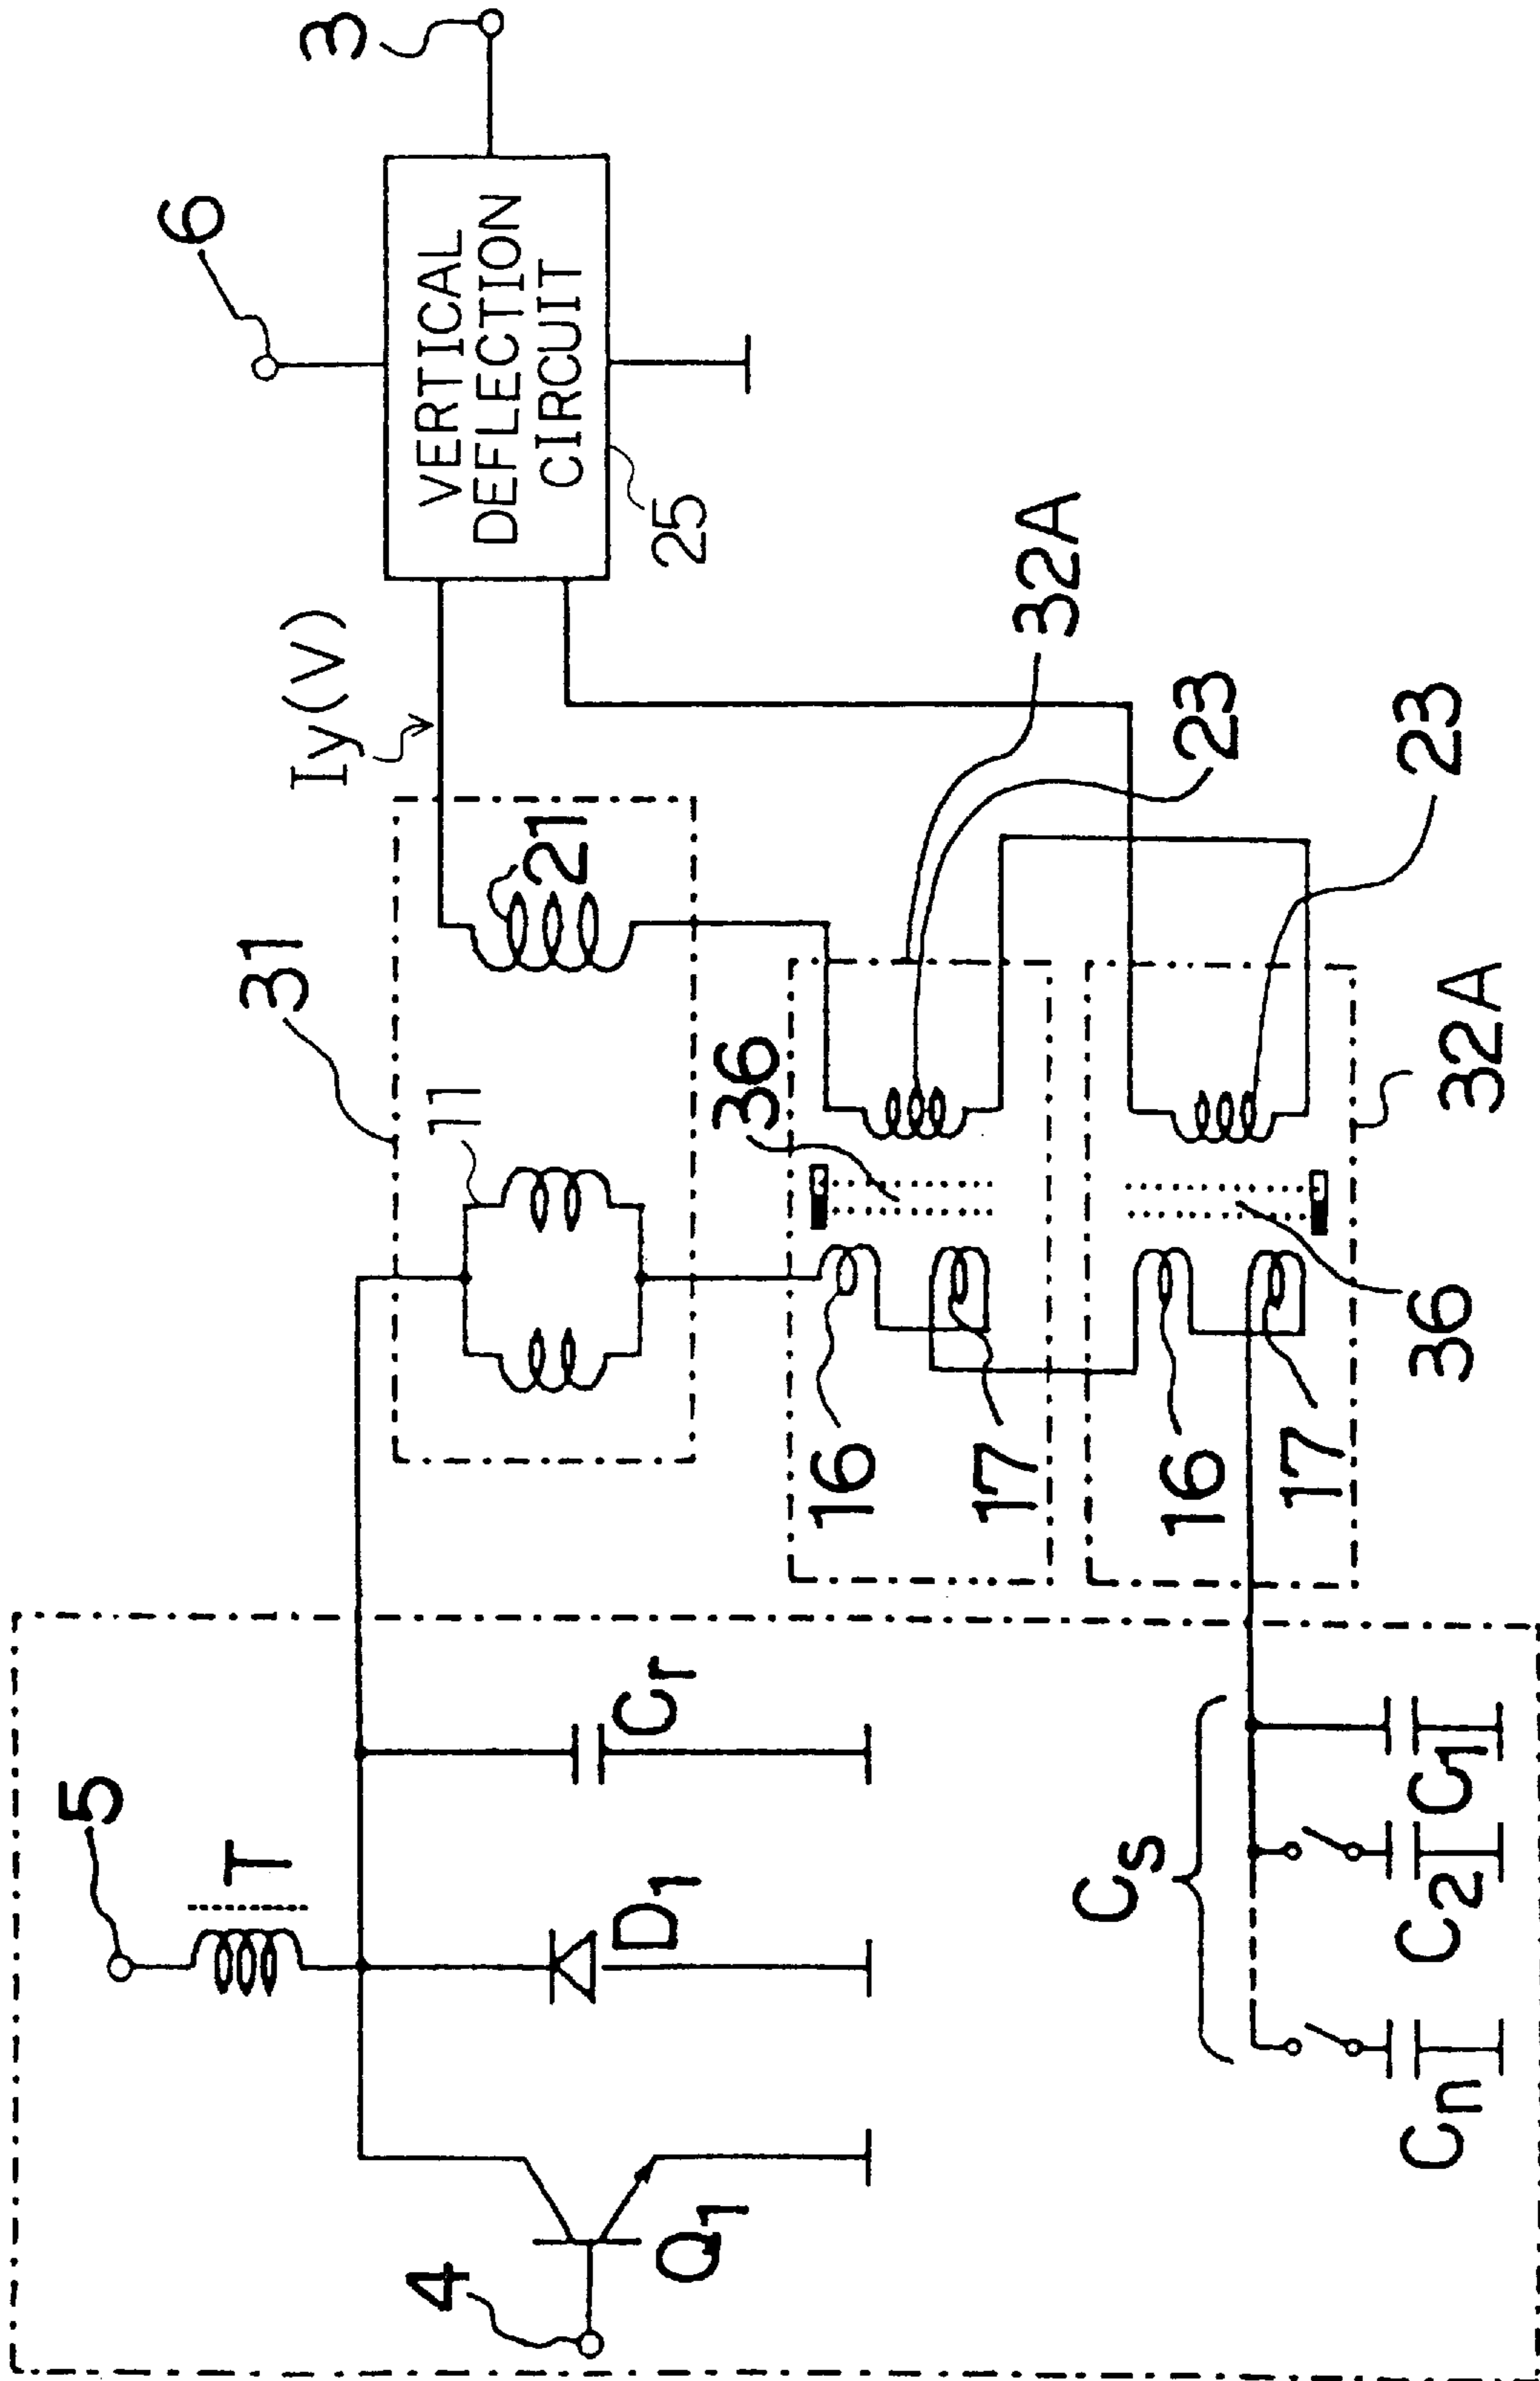 4
Q1
5
T
D1
Cr
Cs
Cn
C2
C1
31
11
21
Iy(V)
6
VERTICAL
DEFLECTION
CIRCUIT
25
3
16
17
36
32A
23
16
17
36
32A
23